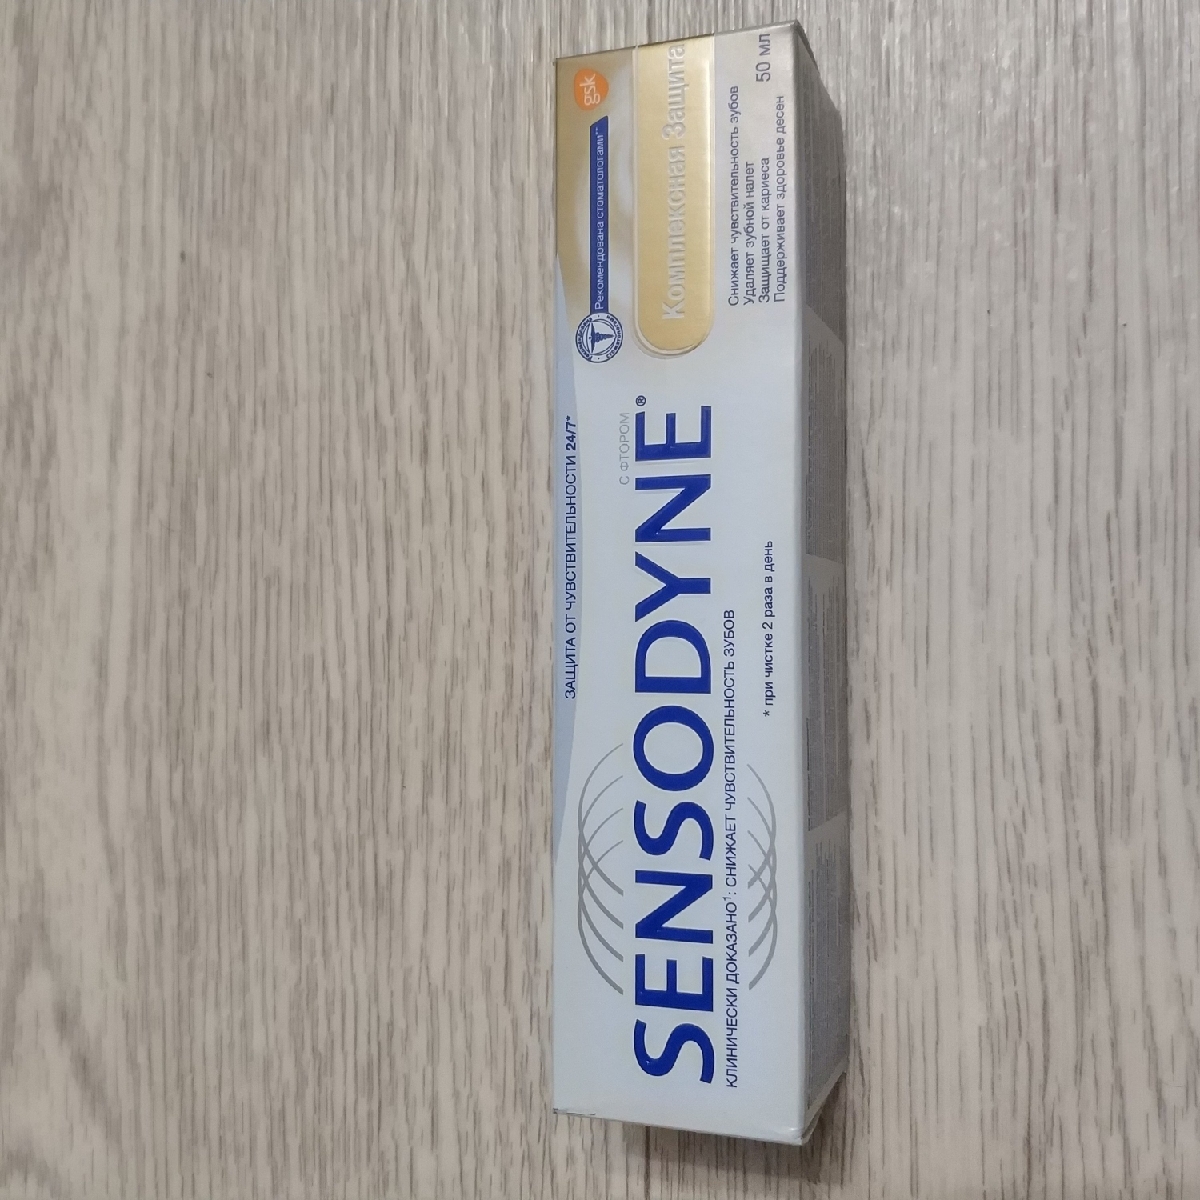 ЗАЩИТА ОТ ЧУВСТВИТЕЛЬНОСТИ 24/7*
Рекомендована стоматологами**
gsk
С ФТОРОМ
SENSODYNE®
Комплексная Защита
КЛИНИЧЕСКИ ДОКАЗАНО¹: СНИЖАЕТ ЧУВСТВИТЕЛЬНОСТЬ ЗУБОВ
* при чистке 2 раза в день
Снижает чувствительность зубов
Удаляет зубной налет
Защищает от кариеса
Поддерживает здоровье десен
50 мл